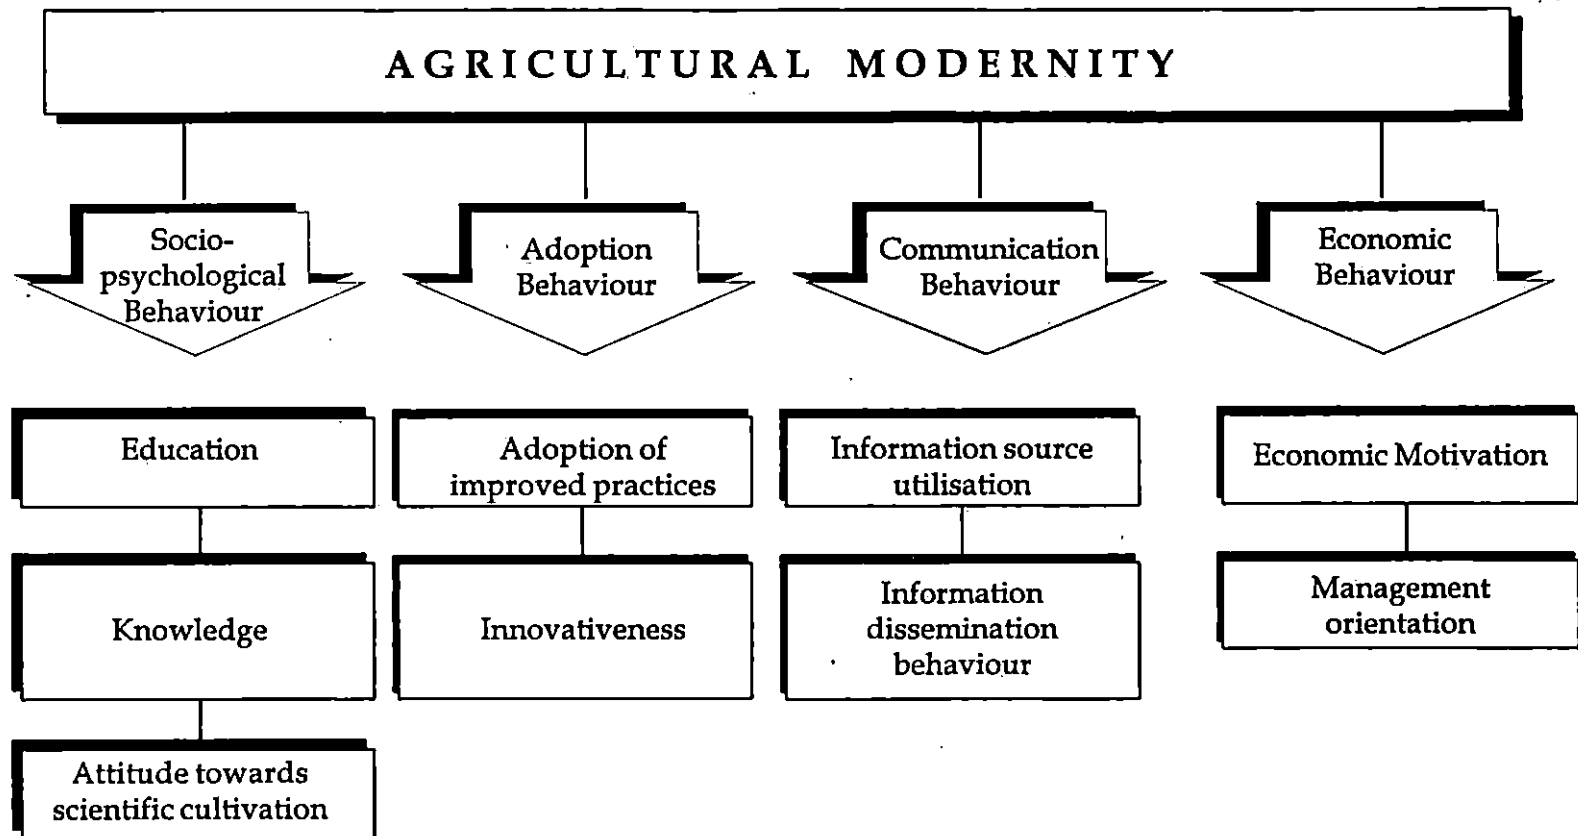 AGRICULTURAL MODERNITY
Socio-
psychological
Behaviour
Adoption
Behaviour
Communication
Behaviour
Economic
Behaviour
Education
Adoption of
improved practices
Information source
utilisation
Economic Motivation
Knowledge
Innovativeness
Information
dissemination
behaviour
Management
orientation
Attitude towards
scientific cultivation